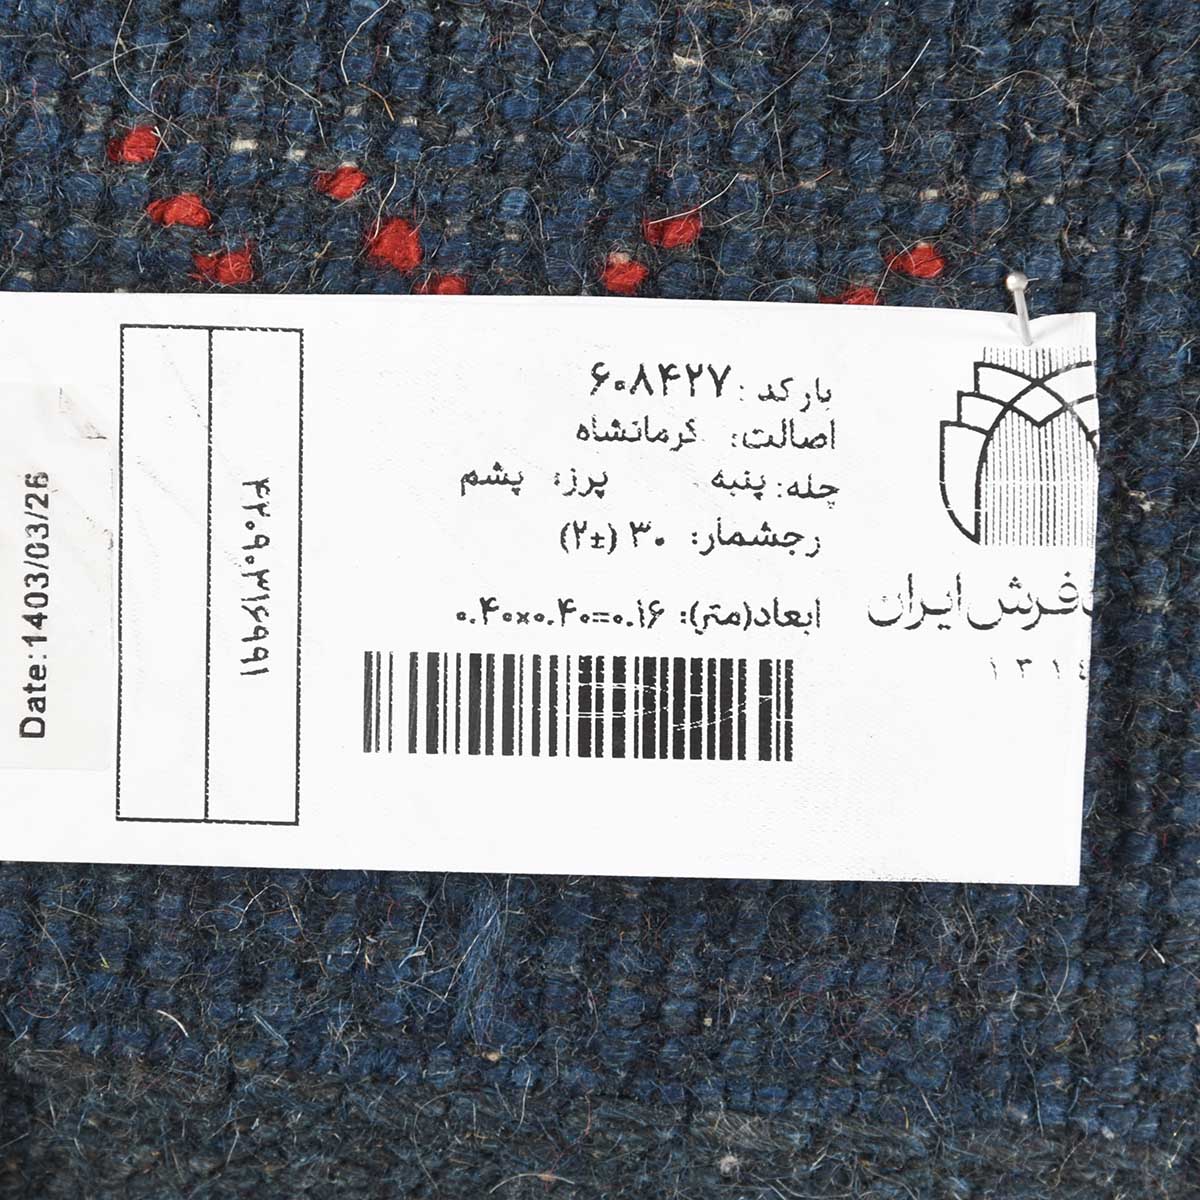 بارکد: ۶۰۸۴۲۷
اصالت: کرمانشاه
چله: پنبه پرز: پشم
رجشمار: ۳۰ (±۲)
ابعاد(متر): ۰.۴۰×۰.۴۰=۰.۱۶
فرش ایران
۱۳۱۴
۴۲۰۹۰۳۱۶۹۹۱
Date: 1403/03/26